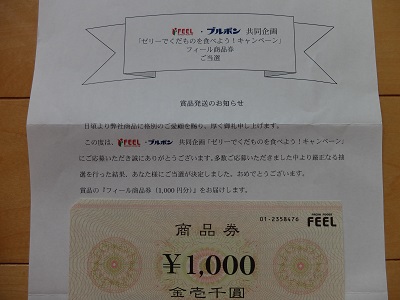 FEEL・ブルボン 共同企画
「ゼリーでくだものを食べよう!キャンペーン」
フィール商品券
ご当選
賞品発送のお知らせ
日頃より弊社商品に格別のご愛顧を賜り、厚く御礼申し上げます。
この度は、FEEL・ブルボン 共同企画「ゼリーでくだものを食べよう!キャンペーン」
にご応募いただき誠にありがとうございます。多数ご応募いただきました中より厳正なる抽
選を行った結果、あなた様にご当選が決定しました。おめでとうございます。
賞品の『フィール商品券(1,000円分)』をお届けします。
01-2358476
FEEL
商品券
¥1,000
金壱千圓